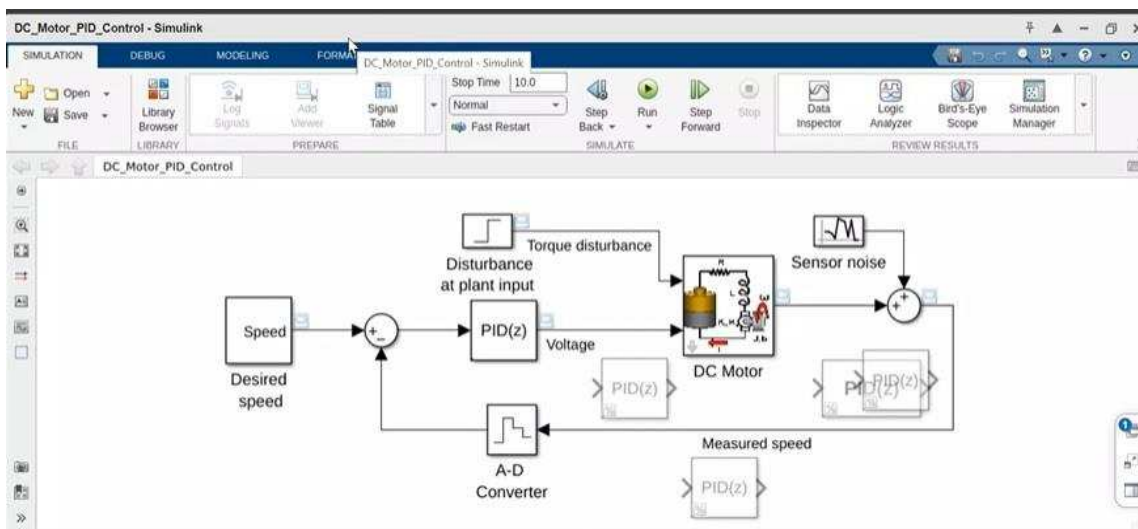 DC_Motor_PID_Control - Simulink
SIMULATION DEBUG MODELING FORMA
DC_Motor_PID_Control - Simulink
New
Open
Save
FILE
Library
Browser
LIBRARY
Log
Signals
Add
Viewer
Signal
Table
PREPARE
Stop Time 10.0
Normal
Fast Restart
Step
Back
Run
Step
Forward
Stop
SIMULATE
Data
Inspector
Logic
Analyzer
Bird's-Eye
Scope
Simulation
Manager
REVIEW RESULTS
DC_Motor_PID_Control
Torque disturbance
Disturbance
at plant input
Sensor noise
Speed
Desired
speed
PID(z)
Voltage
DC Motor
PID(z)
PID(z)
PID(z)
Measured speed
A-D
Converter
PID(z)
1